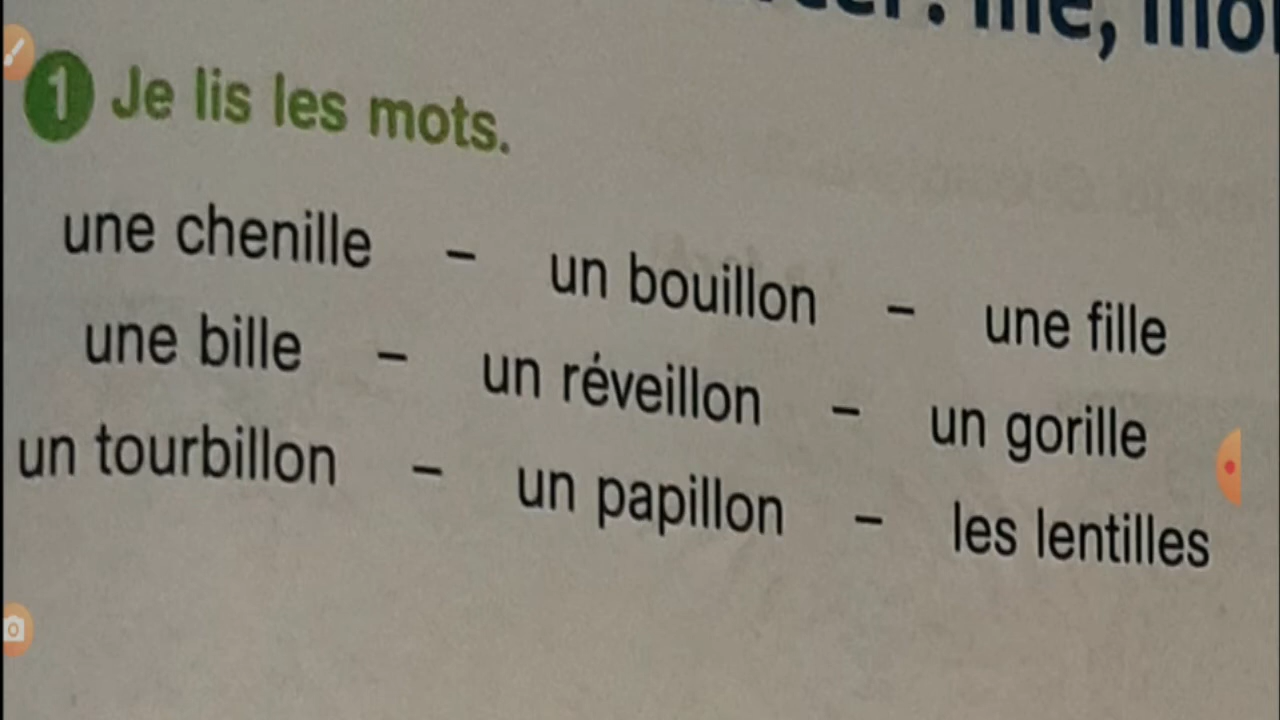 : ille,
1 Je lis les mots.
une chenille – un bouillon – une fille
une bille – un réveillon – un gorille
un tourbillon – un papillon – les lentilles